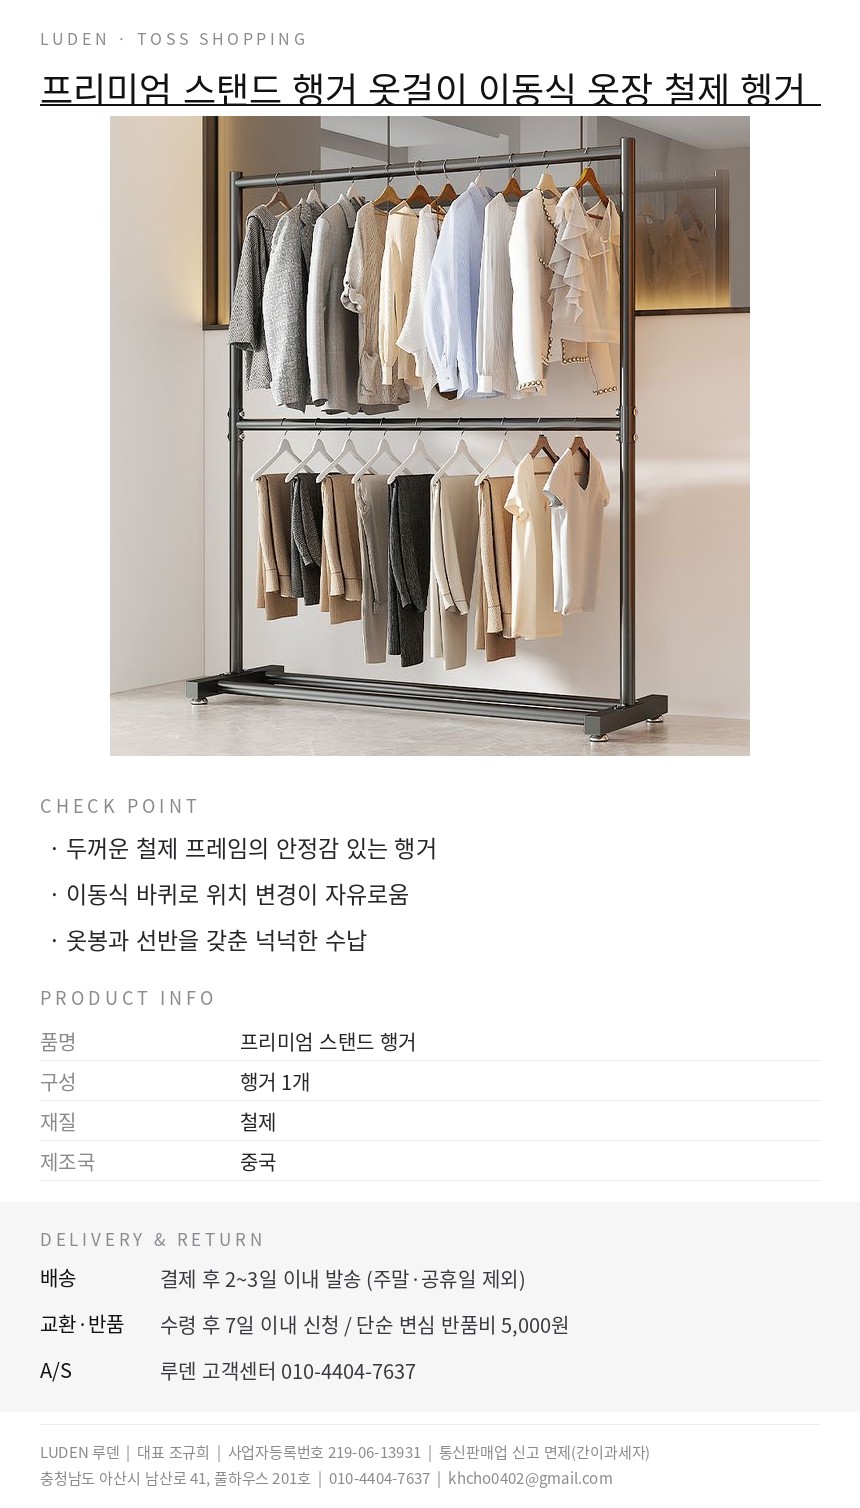 LUDEN · TOSS SHOPPING
프리미엄 스탠드 행거 옷걸이 이동식 옷장 철제 헹거
CHECK POINT
· 두꺼운 철제 프레임의 안정감 있는 행거
· 이동식 바퀴로 위치 변경이 자유로움
· 옷봉과 선반을 갖춘 넉넉한 수납
PRODUCT INFO
품명 프리미엄 스탠드 행거
구성 행거 1개
재질 철제
제조국 중국
DELIVERY & RETURN
배송 결제 후 2~3일 이내 발송 (주말·공휴일 제외)
교환·반품 수령 후 7일 이내 신청 / 단순 변심 반품비 5,000원
A/S 루덴 고객센터 010-4404-7637
LUDEN 루덴 | 대표 조규희 | 사업자등록번호 219-06-13931 | 통신판매업 신고 면제(간이과세자)
충청남도 아산시 남산로 41, 풀하우스 201호 | 010-4404-7637 | khcho0402@gmail.com